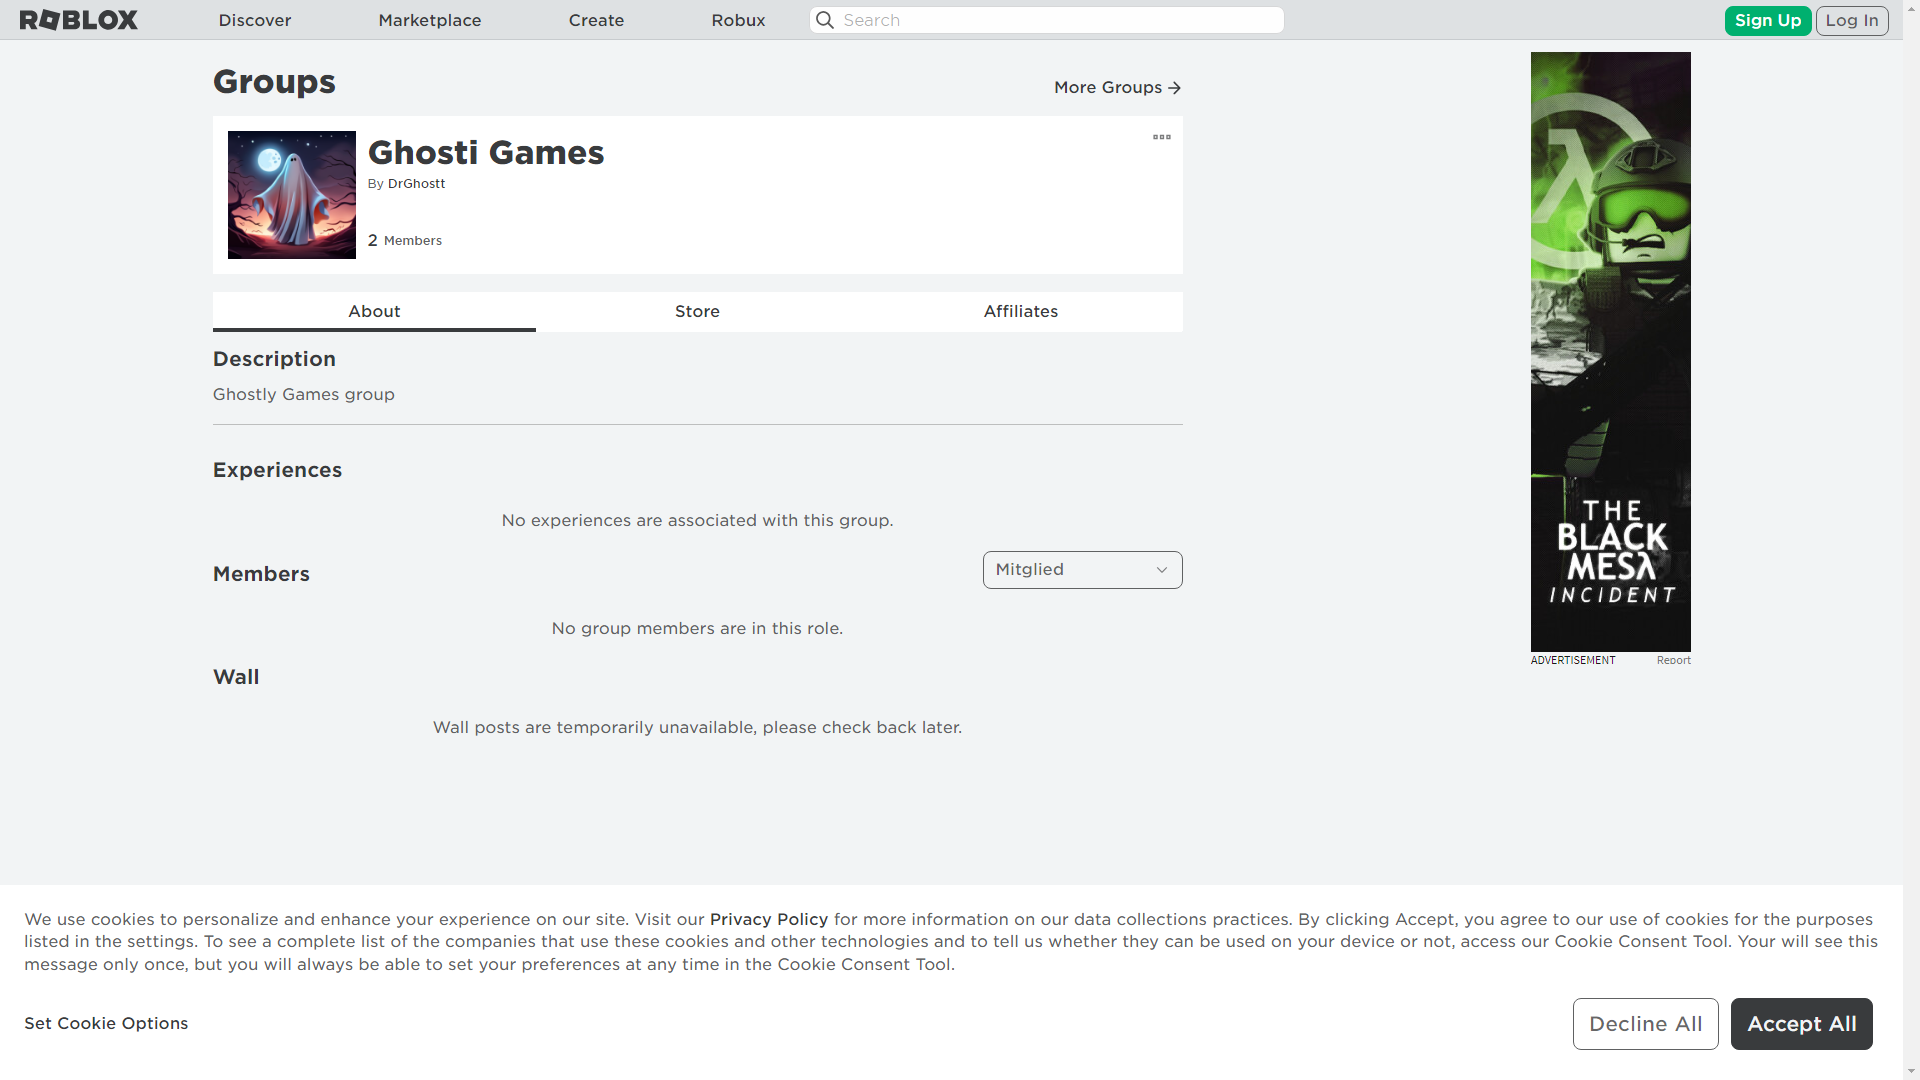 ROBLOX
Discover
Marketplace
Create
Robux
Search
Sign Up
Log In
Groups
More Groups
Ghosti Games
By DrGhostt
2 Members
About
Store
Affiliates
Description
Ghostly Games group
Experiences
No experiences are associated with this group.
Members
Mitglied
No group members are in this role.
Wall
Wall posts are temporarily unavailable, please check back later.
THE
BLACK
MESλ
INCIDENT
ADVERTISEMENT
Report
We use cookies to personalize and enhance your experience on our site. Visit our Privacy Policy for more information on our data collections practices. By clicking Accept, you agree to our use of cookies for the purposes
listed in the settings. To see a complete list of the companies that use these cookies and other technologies and to tell us whether they can be used on your device or not, access our Cookie Consent Tool. Your will see this
message only once, but you will always be able to set your preferences at any time in the Cookie Consent Tool.
Set Cookie Options
Decline All
Accept All